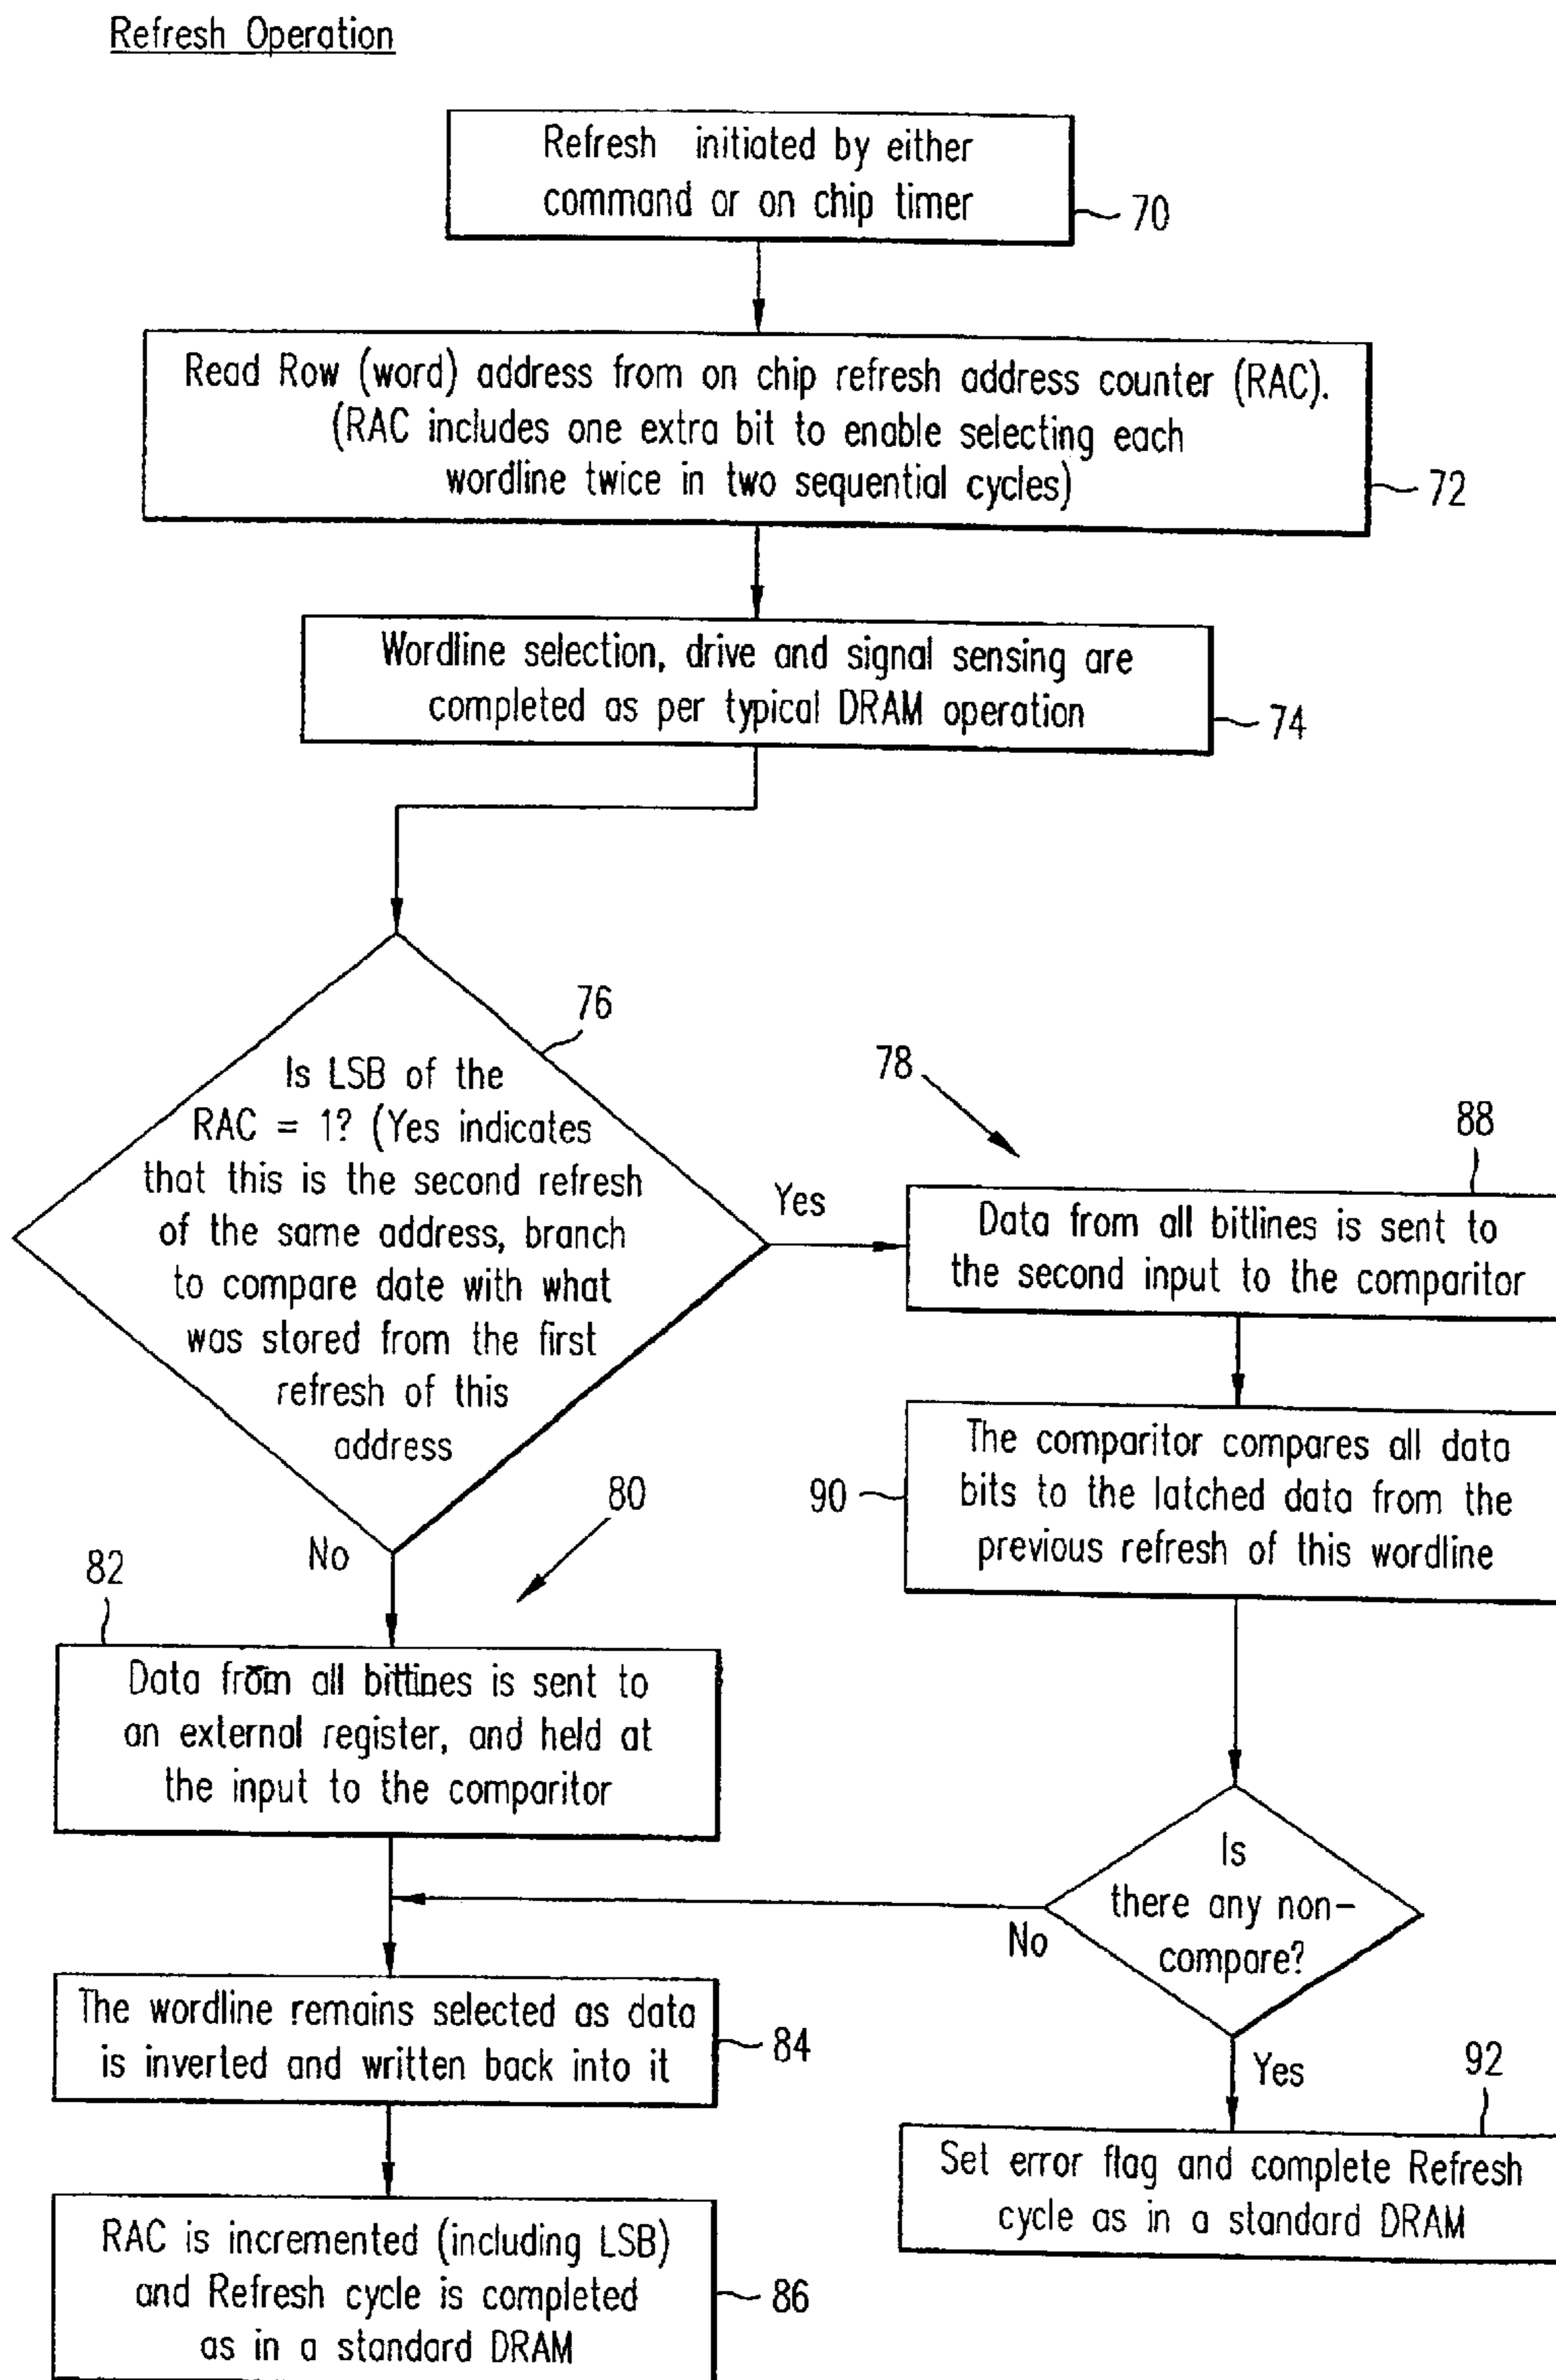 Refresh Operation
Refresh initiated by either
command or on chip timer
70
Read Row (word) address from on chip refresh address counter (RAC).
(RAC includes one extra bit to enable selecting each
wordline twice in two sequential cycles)
72
Wordline selection, drive and signal sensing are
completed as per typical DRAM operation
74
76
Is LSB of the
RAC = 1? (Yes indicates
that this is the second refresh
of the same address, branch
to compare date with what
was stored from the first
refresh of this
address
Yes
No
78
88
Data from all bitlines is sent to
the second input to the comparitor
90
The comparitor compares all data
bits to the latched data from the
previous refresh of this wordline
80
82
Data from all bitlines is sent to
an external register, and held at
the input to the comparitor
Is
there any non-
compare?
No
Yes
The wordline remains selected as data
is inverted and written back into it
84
92
Set error flag and complete Refresh
cycle as in a standard DRAM
RAC is incremented (including LSB)
and Refresh cycle is completed
as in a standard DRAM
86